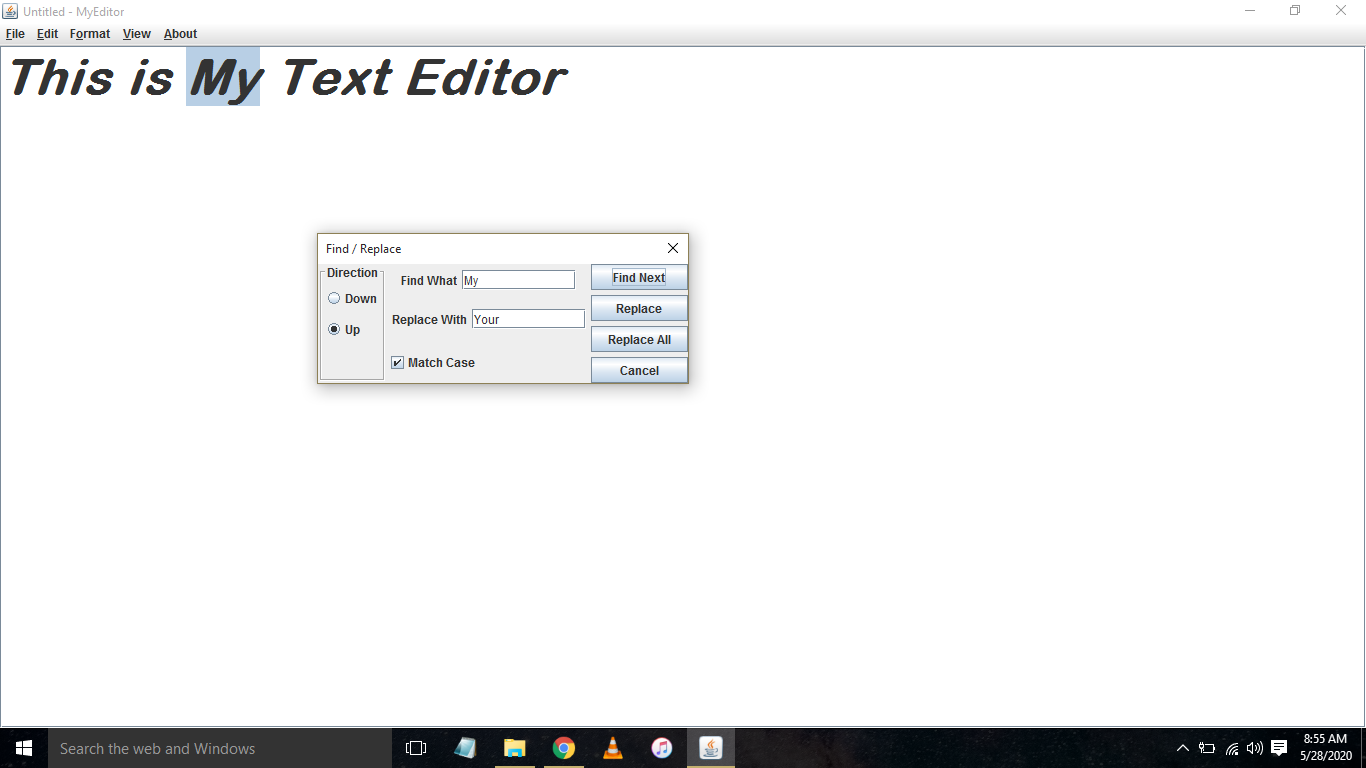 Untitled - MyEditor
File Edit Format View About
This is My Text Editor
Find / Replace
Direction
Down
Up
Find What My
Replace With Your
Match Case
Find Next
Replace
Replace All
Cancel
Search the web and Windows
8:55 AM
5/28/2020